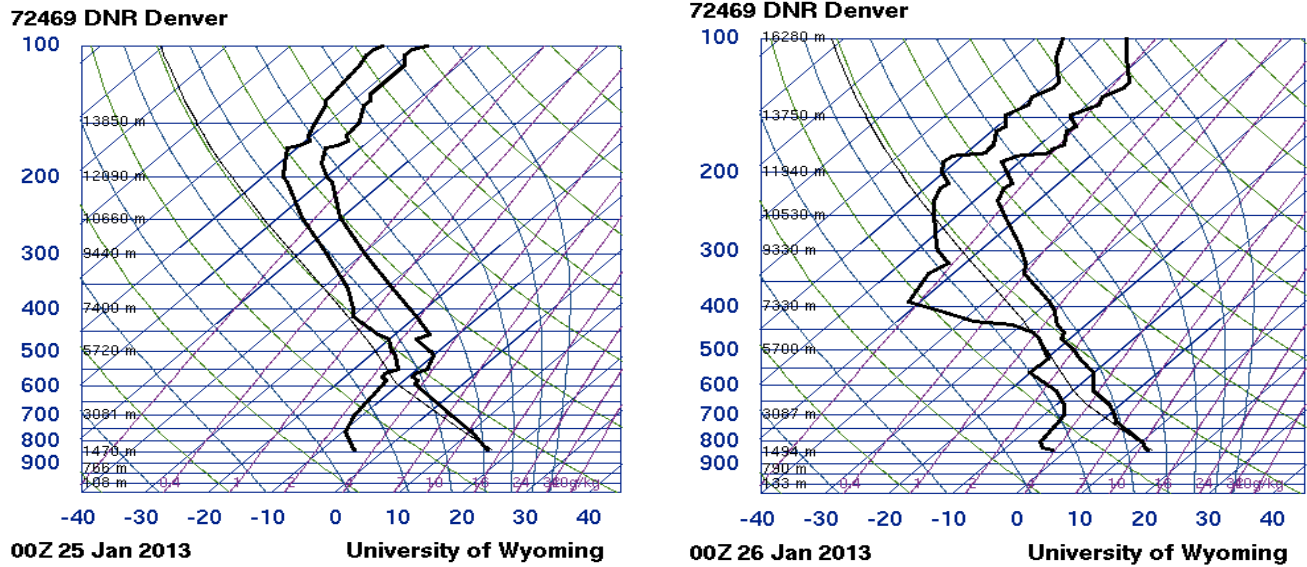 72469 DNR Denver
100
13850 m
200
12090 m
10660 m
300
9440 m
400
7400 m
500
5720 m
600
700
3081 m
800
1470 m
900
766 m
108 m
0.4 1 2 4 7 10 16 24 32 40g/kg
-40 -30 -20 -10 0 10 20 30 40
00Z 25 Jan 2013 University of Wyoming
72469 DNR Denver
100
16280 m
13750 m
200
11940 m
10530 m
300
9330 m
400
7330 m
500
5700 m
600
700
3087 m
800
1494 m
900
790 m
133 m
0.4 1 2 4 7 10 16 24 32 40g/kg
-40 -30 -20 -10 0 10 20 30 40
00Z 26 Jan 2013 University of Wyoming